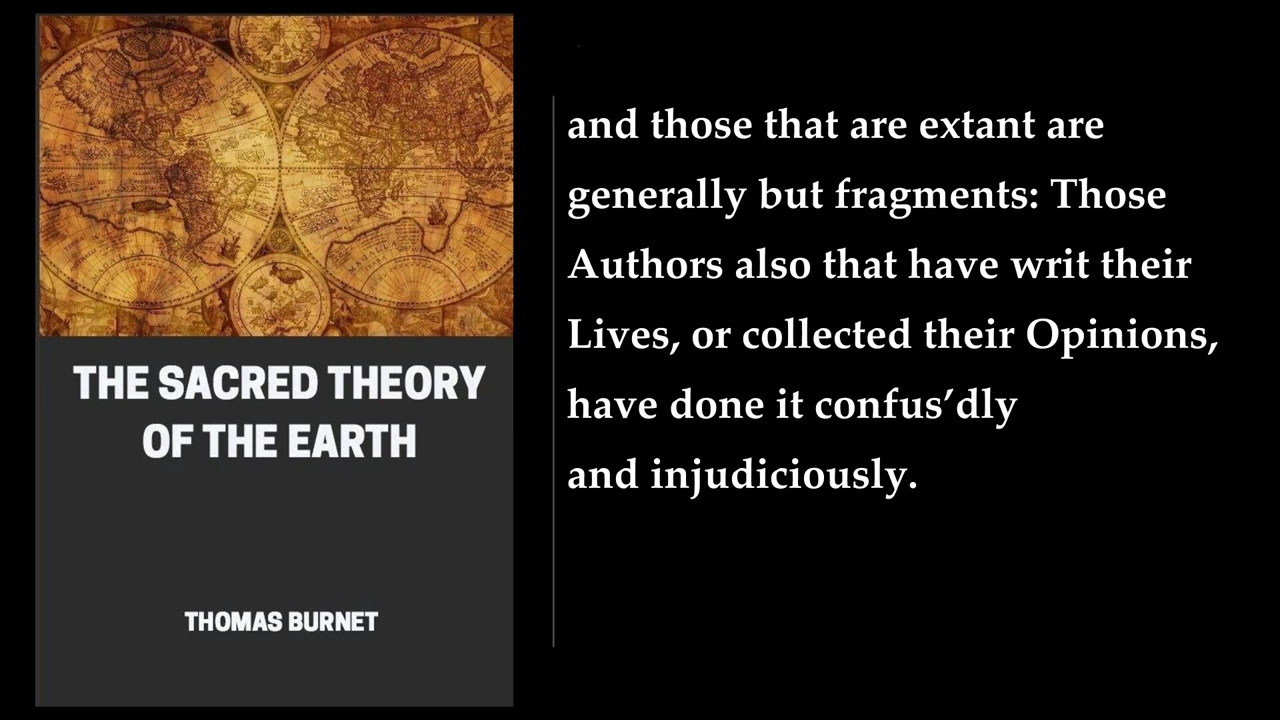 THE SACRED THEORY
OF THE EARTH
THOMAS BURNET
and those that are extant are
generally but fragments: Those
Authors also that have writ their
Lives, or collected their Opinions,
have done it confus’dly
and injudiciously.